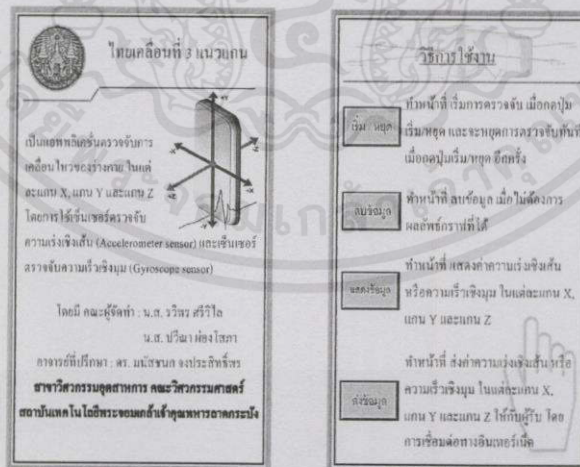 ไทยเคลื่อนที่ 3 แนวแกน
เป็นแอพพลิเคชั่นตรวจจับการ
เคลื่อนไหวของร่างกาย ในแต่
ละแกน X, แกน Y และแกน Z
โดยการใช้เซ็นเซอร์ตรวจจับ
ความเร่งเชิงเส้น (Accelerometer sensor) และเซ็นเซอร์
ตรวจจับความเร็วเชิงมุม (Gyroscope sensor)
โดยมี คณะผู้จัดทำ : น.ส. รวิพร ศรีวิไล
น.ส. ปวีณา ผ่องโสภา
อาจารย์ที่ปรึกษา : ดร. มนัสชนก จงประสิทธิ์พร
สาขาวิศวกรรมอุตสาหการ คณะวิศวกรรมศาสตร์
สถาบันเทคโนโลยีพระจอมเกล้าเจ้าคุณทหารลาดกระบัง
วิธีการใช้งาน
เริ่ม หยุด
ทำหน้าที่ เริ่มการตรวจจับ เมื่อกดปุ่ม
เริ่ม/หยุด และจะหยุดการตรวจจับทันที
เมื่อกดปุ่มเริ่ม/หยุด อีกครั้ง
ลบข้อมูล
ทำหน้าที่ ลบข้อมูล เมื่อไม่ต้องการ
ผลลัพธ์กราฟที่ได้
แสดงข้อมูล
ทำหน้าที่ แสดงค่าความเร่งเชิงเส้น
หรือความเร็วเชิงมุม ในแต่ละแกน X,
แกน Y และแกน Z
ส่งข้อมูล
ทำหน้าที่ ส่งค่าความเร่งเชิงเส้น หรือ
ความเร็วเชิงมุม ในแต่ละแกน X,
แกน Y และแกน Z ให้กับผู้รับ โดย
การเชื่อมต่อทางอินเทอร์เน็ต